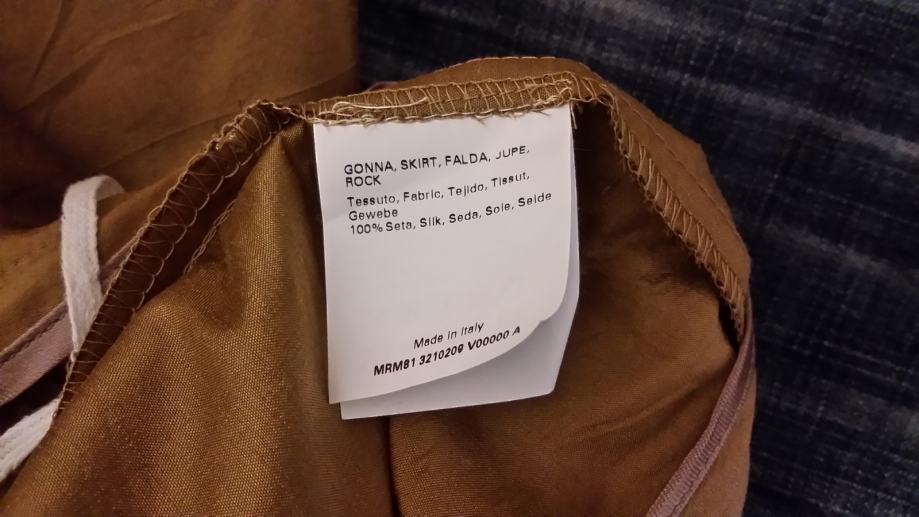 GONNA, SKIRT, FALDA, JUPE,
ROCK
Tessuto, Fabric, Tejido, Tissut,
Gewebe
100% Seta, Silk, Seda, Soie, Seide
Made in Italy
MRM81 3210209 V00000 A